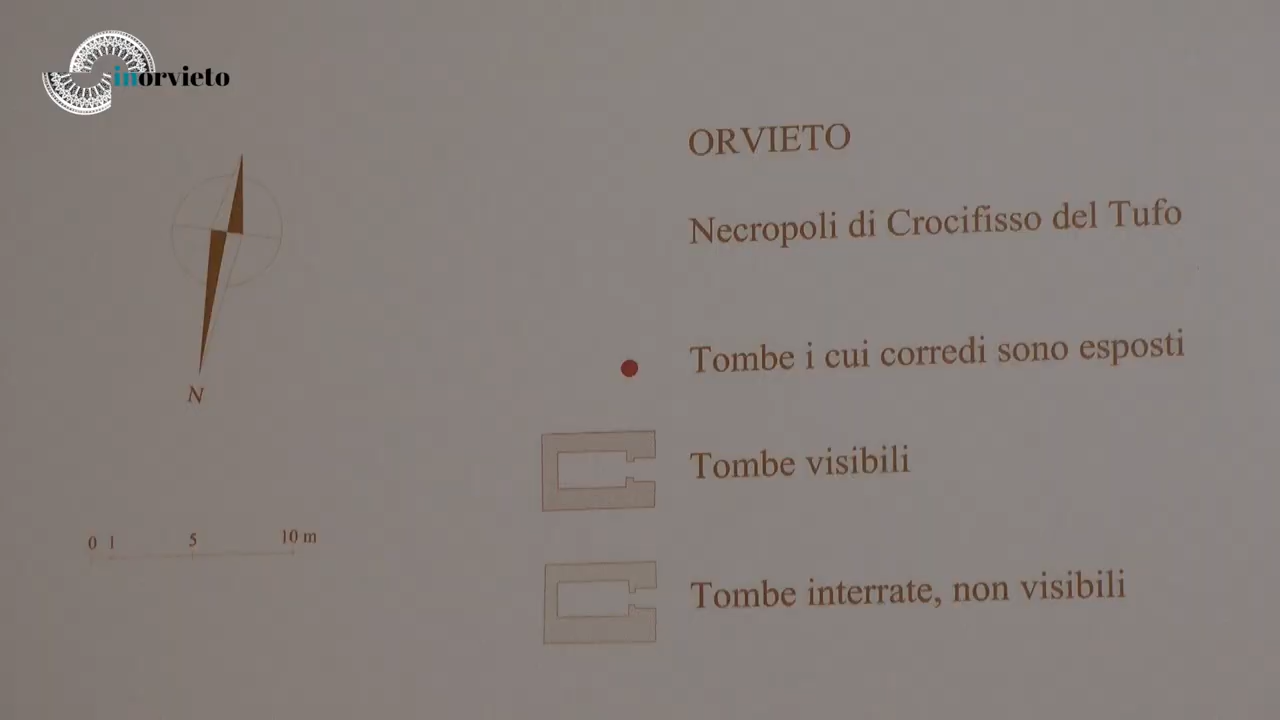 inorvieto
ORVIETO
Necropoli di Crocifisso del Tufo
N
Tombe i cui corredi sono esposti
Tombe visibili
0 1 5 10 m
Tombe interrate, non visibili